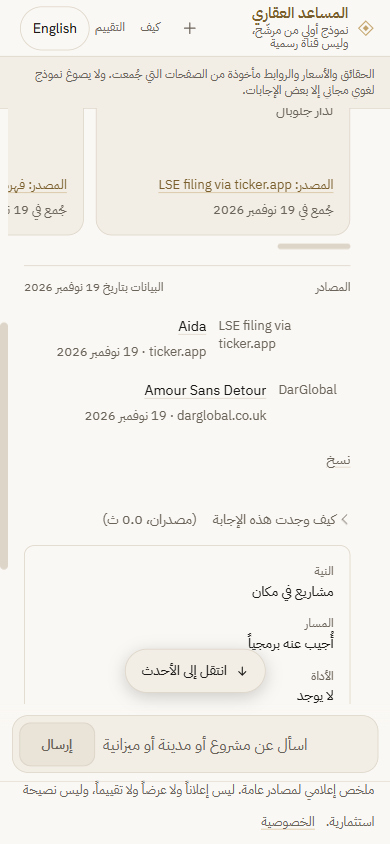 المساعد العقاري
نموذج أولي من مرشّح،
وليس قناة رسمية
كيف
التقييم
English
الحقائق والأسعار والروابط مأخوذة من الصفحات التي جُمعت. ولا يصوغ نموذج
لغوي مجاني إلا بعض الإجابات.
لدار جلوبال
المصدر: LSE filing via ticker.app
جُمع في 19 نوفمبر 2026
المصدر: فهر
جُمع في 19 نو
المصادر
البيانات بتاريخ 19 نوفمبر 2026
LSE filing via
ticker.app
Aida
ticker.app · 19 نوفمبر 2026
DarGlobal
Amour Sans Detour
darglobal.co.uk · 19 نوفمبر 2026
نسخ
كيف وجدت هذه الإجابة (مصدران، 0.0 ث)
النية
مشاريع في مكان
المسار
أُجيب عنه برمجياً
الأداة
لا يوجد
↓ انتقل إلى الأحدث
اسأل عن مشروع أو مدينة أو ميزانية
إرسال
ملخص إعلامي لمصادر عامة. ليس إعلاناً ولا عرضاً ولا تقييماً، وليس نصيحة
استثمارية. الخصوصية